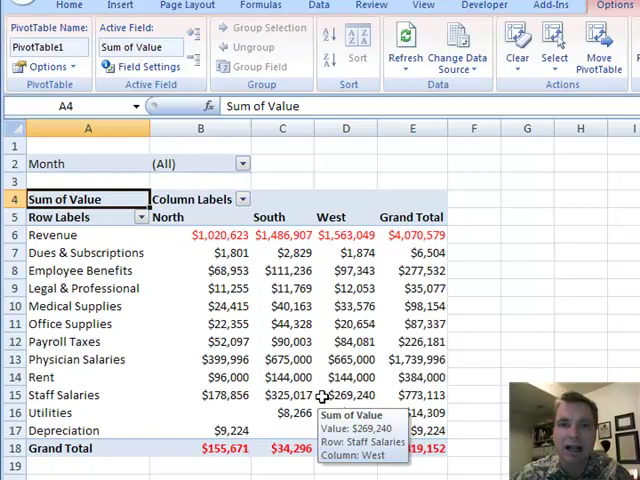 Home Insert Page Layout Formulas Data Review View Developer Add-Ins Options
PivotTable Name: Active Field: Group Selection
PivotTable1 Sum of Value Ungroup Refresh Change Data Source Clear Select Move PivotTable
Options Field Settings Group Field Sort
PivotTable Active Field Group Sort Data Actions
A4 fx Sum of Value
A B C D E F G H I
1
2 Month (All)
3
4 Sum of Value Column Labels
5 Row Labels North South West Grand Total
6 Revenue $1,020,623 $1,486,907 $1,563,049 $4,070,579
7 Dues & Subscriptions $1,801 $2,829 $1,874 $6,504
8 Employee Benefits $68,953 $111,236 $97,343 $277,532
9 Legal & Professional $11,255 $11,769 $12,053 $35,077
10 Medical Supplies $24,415 $40,163 $33,576 $98,154
11 Office Supplies $22,355 $44,328 $20,654 $87,337
12 Payroll Taxes $52,097 $90,003 $84,081 $226,181
13 Physician Salaries $399,996 $675,000 $665,000 $1,739,996
14 Rent $96,000 $144,000 $144,000 $384,000
15 Staff Salaries $178,856 $325,017 $269,240 $773,113
16 Utilities $8,266 $14,309
17 Depreciation $9,224 $9,224
18 Grand Total $155,671 $34,296 319,152
19
Sum of Value
Value: $269,240
Row: Staff Salaries
Column: West